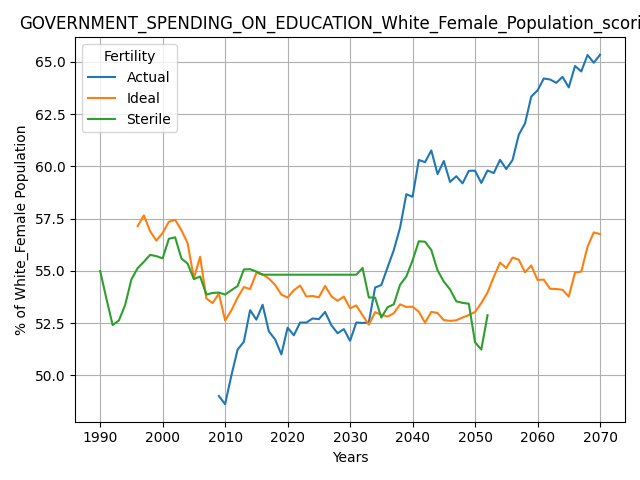 GOVERNMENT_SPENDING_ON_EDUCATION_White_Female_Population_scori
Fertility
Actual
Ideal
Sterile
% of White_Female Population
65.0
62.5
60.0
57.5
55.0
52.5
50.0
1990 2000 2010 2020 2030 2040 2050 2060 2070
Years